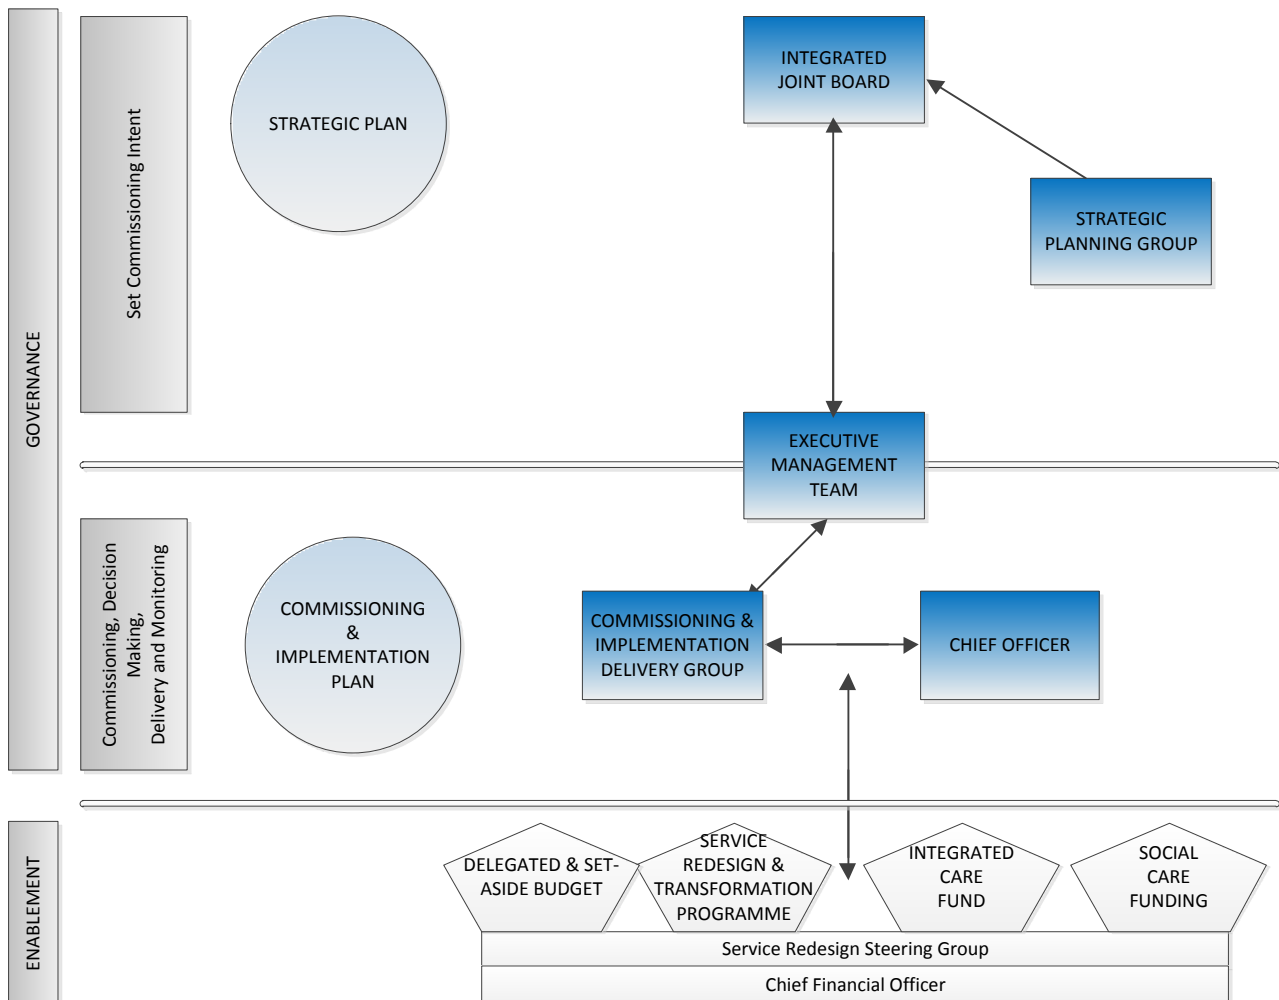 GOVERNANCE
Set Commissioning Intent
STRATEGIC PLAN
INTEGRATED
JOINT BOARD
STRATEGIC
PLANNING GROUP
EXECUTIVE
MANAGEMENT
TEAM
Commissioning, Decision
Making,
Delivery and Monitoring
COMMISSIONING
&
IMPLEMENTATION
PLAN
COMMISSIONING &
IMPLEMENTATION
DELIVERY GROUP
CHIEF OFFICER
ENABLEMENT
DELEGATED & SET-
ASIDE BUDGET
SERVICE
REDESIGN &
TRANSFORMATION
PROGRAMME
INTEGRATED
CARE
FUND
SOCIAL
CARE
FUNDING
Service Redesign Steering Group
Chief Financial Officer